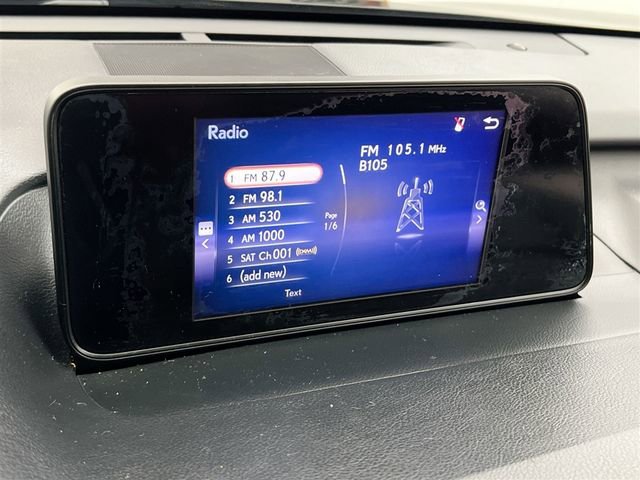 Radio
FM 105.1 MHz
B105
1 FM 87.9
2 FM 98.1
3 AM 530
4 AM 1000
5 SAT Ch 001 ((SXM))
6 (add new)
Page
1/6
Text